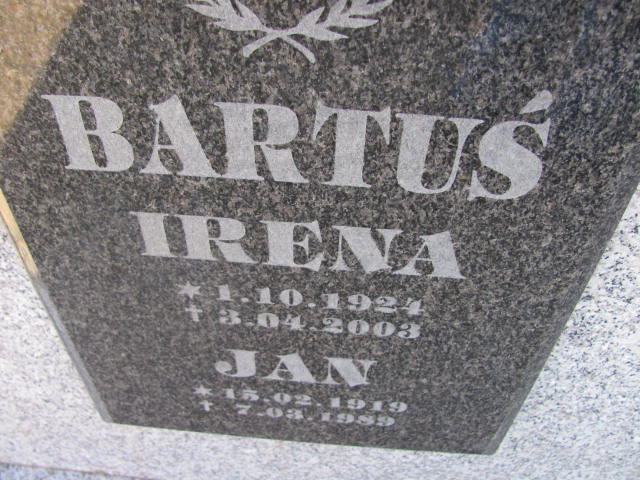 BARTUŚ
IRENA
★ 1.10.1924
✝ 3.04.2003
JAN
★ 15.02.1919
✝ 7.03.1989